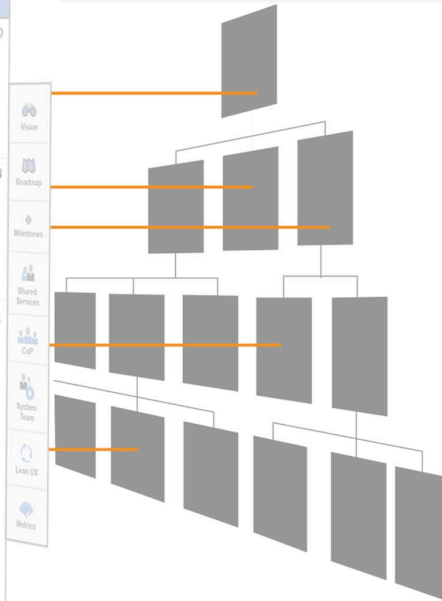 Vision
Roadmap
Milestones
Shared
Services
CoP
System
Team
Lean UX
Metrics